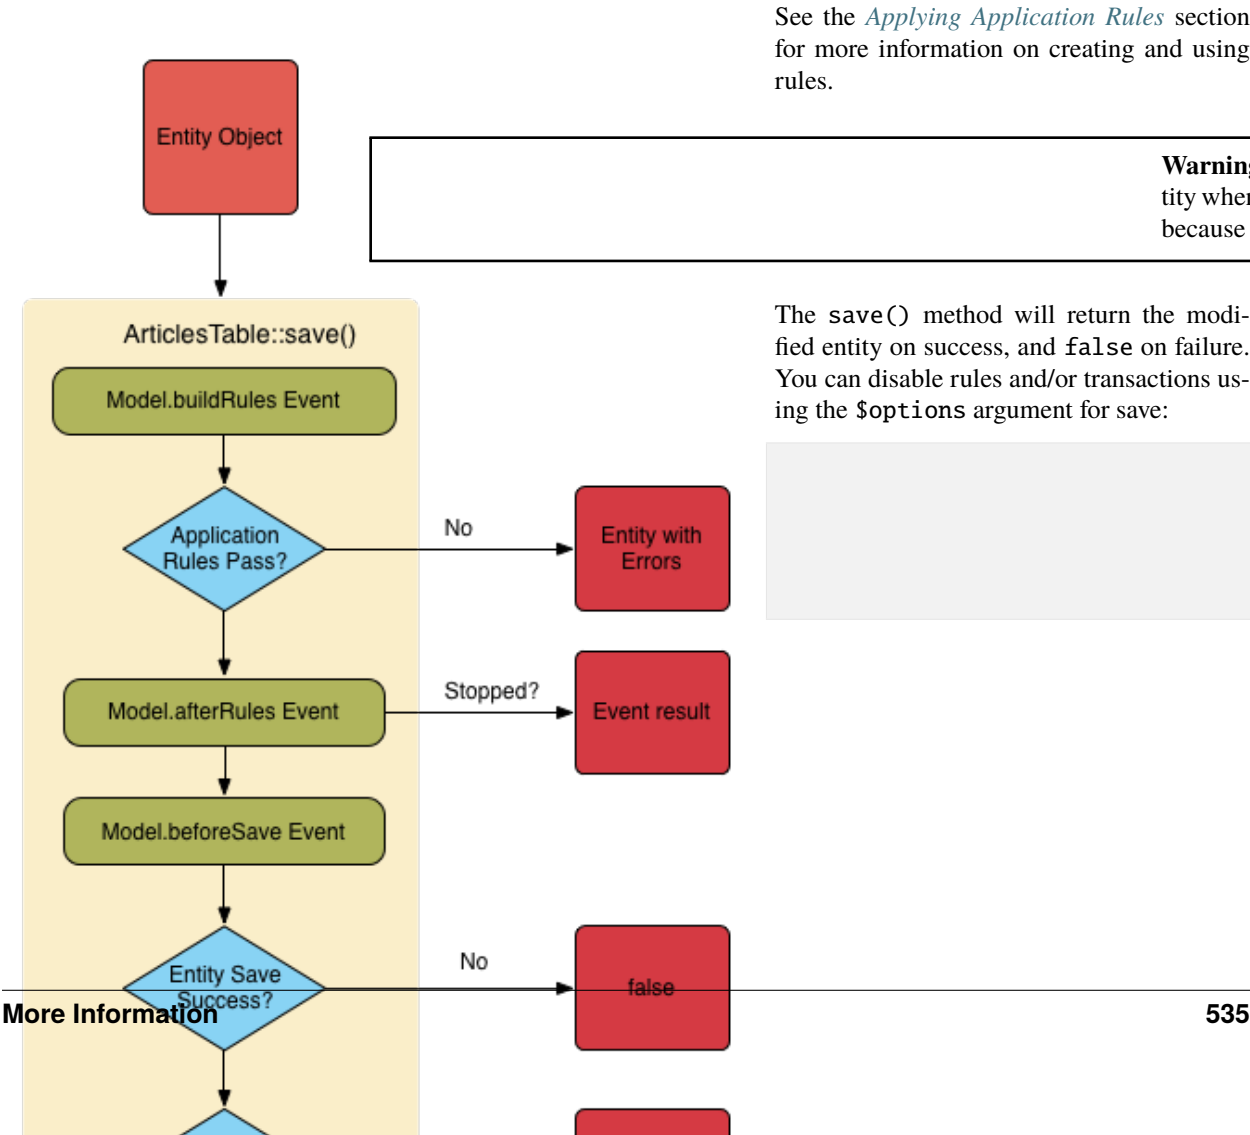 See the Applying Application Rules section
for more information on creating and using
rules.
Entity Object
Warning
tity when
because
ArticlesTable::save()
The save() method will return the modi-
fied entity on success, and false on failure.
You can disable rules and/or transactions us-
ing the $options argument for save:
Model.buildRules Event
Application
Rules Pass?
No
Entity with
Errors
Model.afterRules Event
Stopped?
Event result
Model.beforeSave Event
Entity Save
Success?
No
false
More Information
535